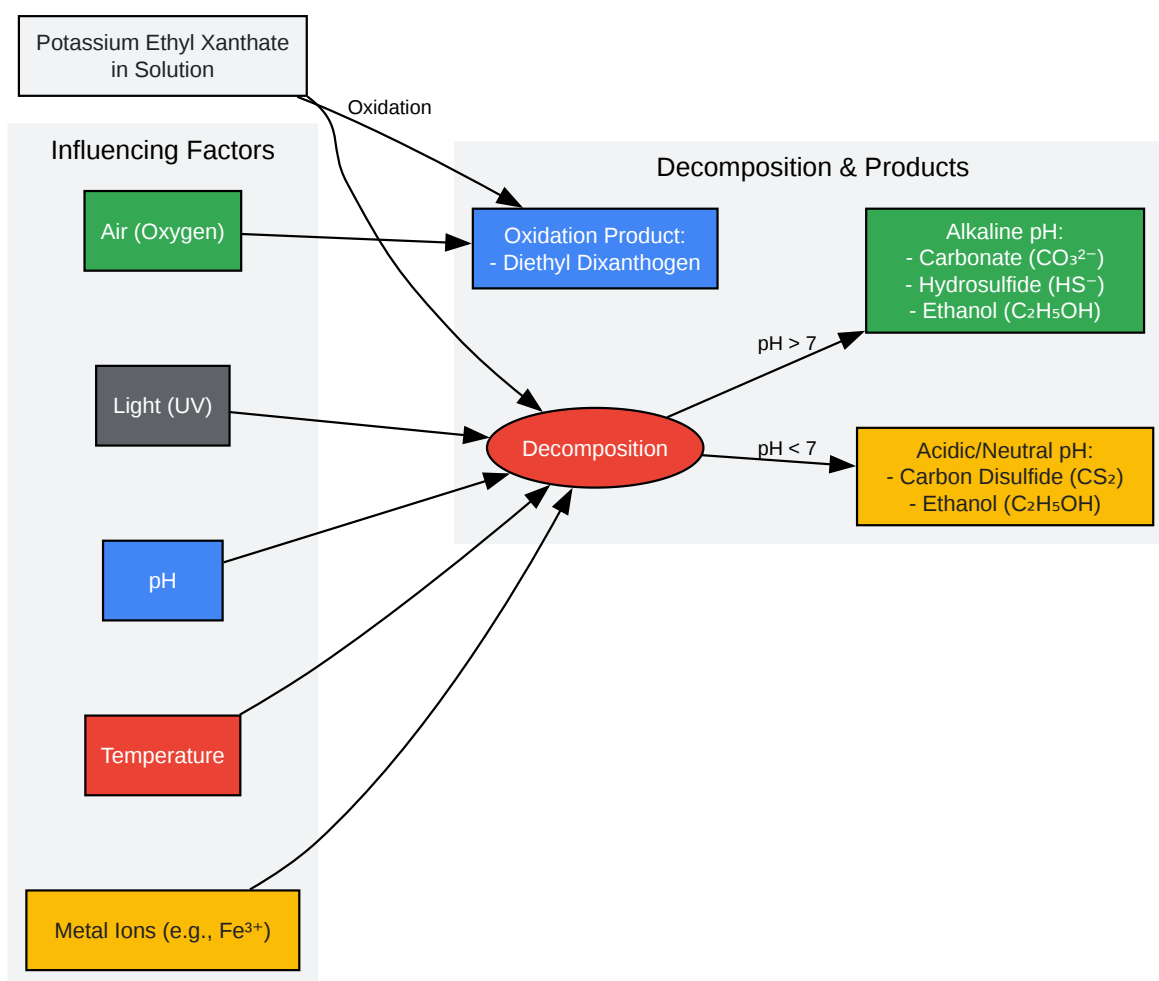 Potassium Ethyl Xanthate
in Solution
Oxidation
Influencing Factors
Air (Oxygen)
Light (UV)
pH
Temperature
Metal Ions (e.g., Fe³⁺)
Decomposition & Products
Oxidation Product:
- Diethyl Dixanthogen
Decomposition
pH > 7
pH < 7
Alkaline pH:
- Carbonate (CO₃²⁻)
- Hydrosulfide (HS⁻)
- Ethanol (C₂H₅OH)
Acidic/Neutral pH:
- Carbon Disulfide (CS₂)
- Ethanol (C₂H₅OH)